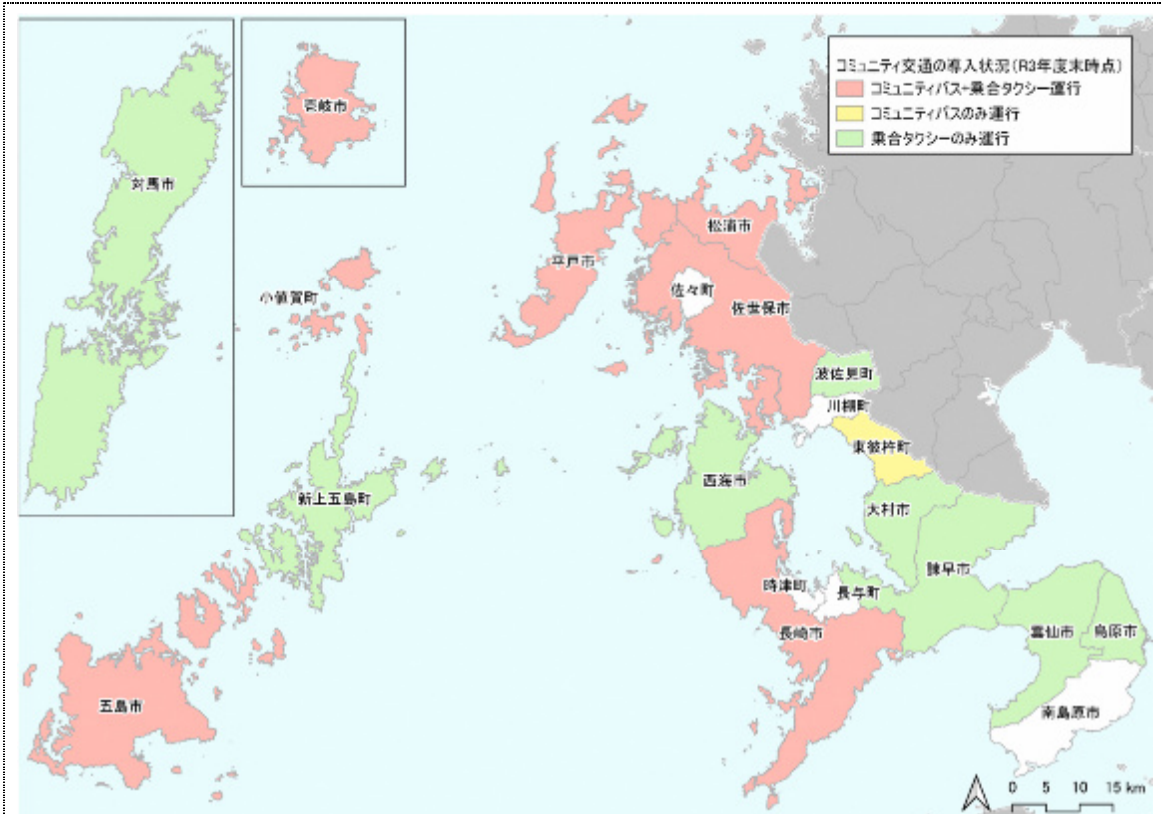 コミュニティ交通の導入状況(R3年度末時点)
コミュニティバス+乗合タクシー運行
コミュニティバスのみ運行
乗合タクシーのみ運行
壱岐市
対馬市
松浦市
平戸市
小値賀町
佐々町
佐世保市
波佐見町
川棚町
東彼杵町
西海市
新上五島町
大村市
諫早市
時津町
長与町
長崎市
雲仙市
島原市
五島市
南島原市
0 5 10 15 km